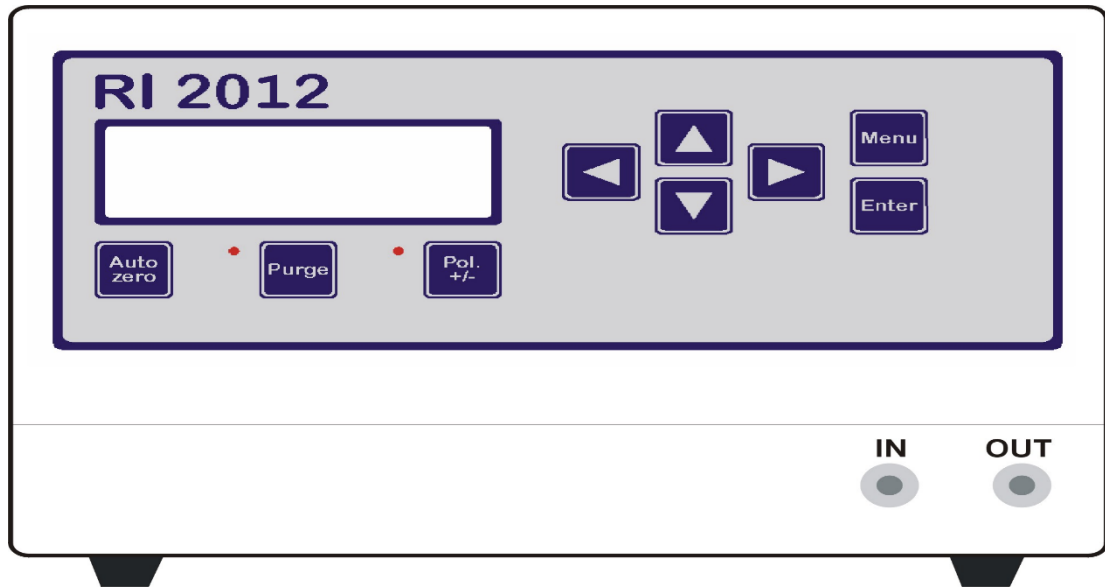 RI 2012
Menu
Enter
Auto
zero
Purge
Pol.
+/-
IN
OUT